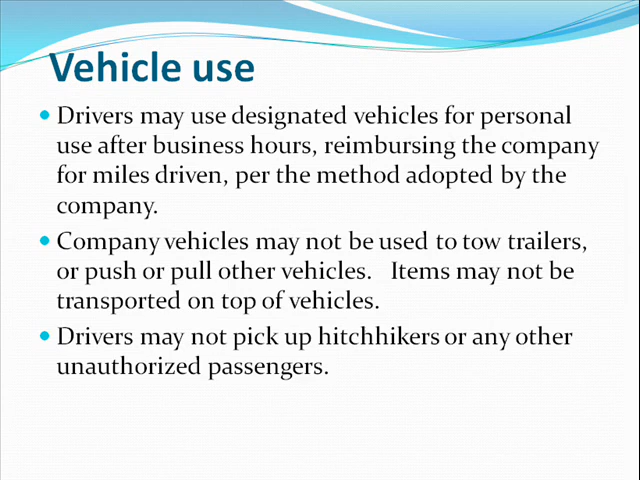 Vehicle use
Drivers may use designated vehicles for personal
use after business hours, reimbursing the company
for miles driven, per the method adopted by the
company.
Company vehicles may not be used to tow trailers,
or push or pull other vehicles.   Items may not be
transported on top of vehicles.
Drivers may not pick up hitchhikers or any other
unauthorized passengers.